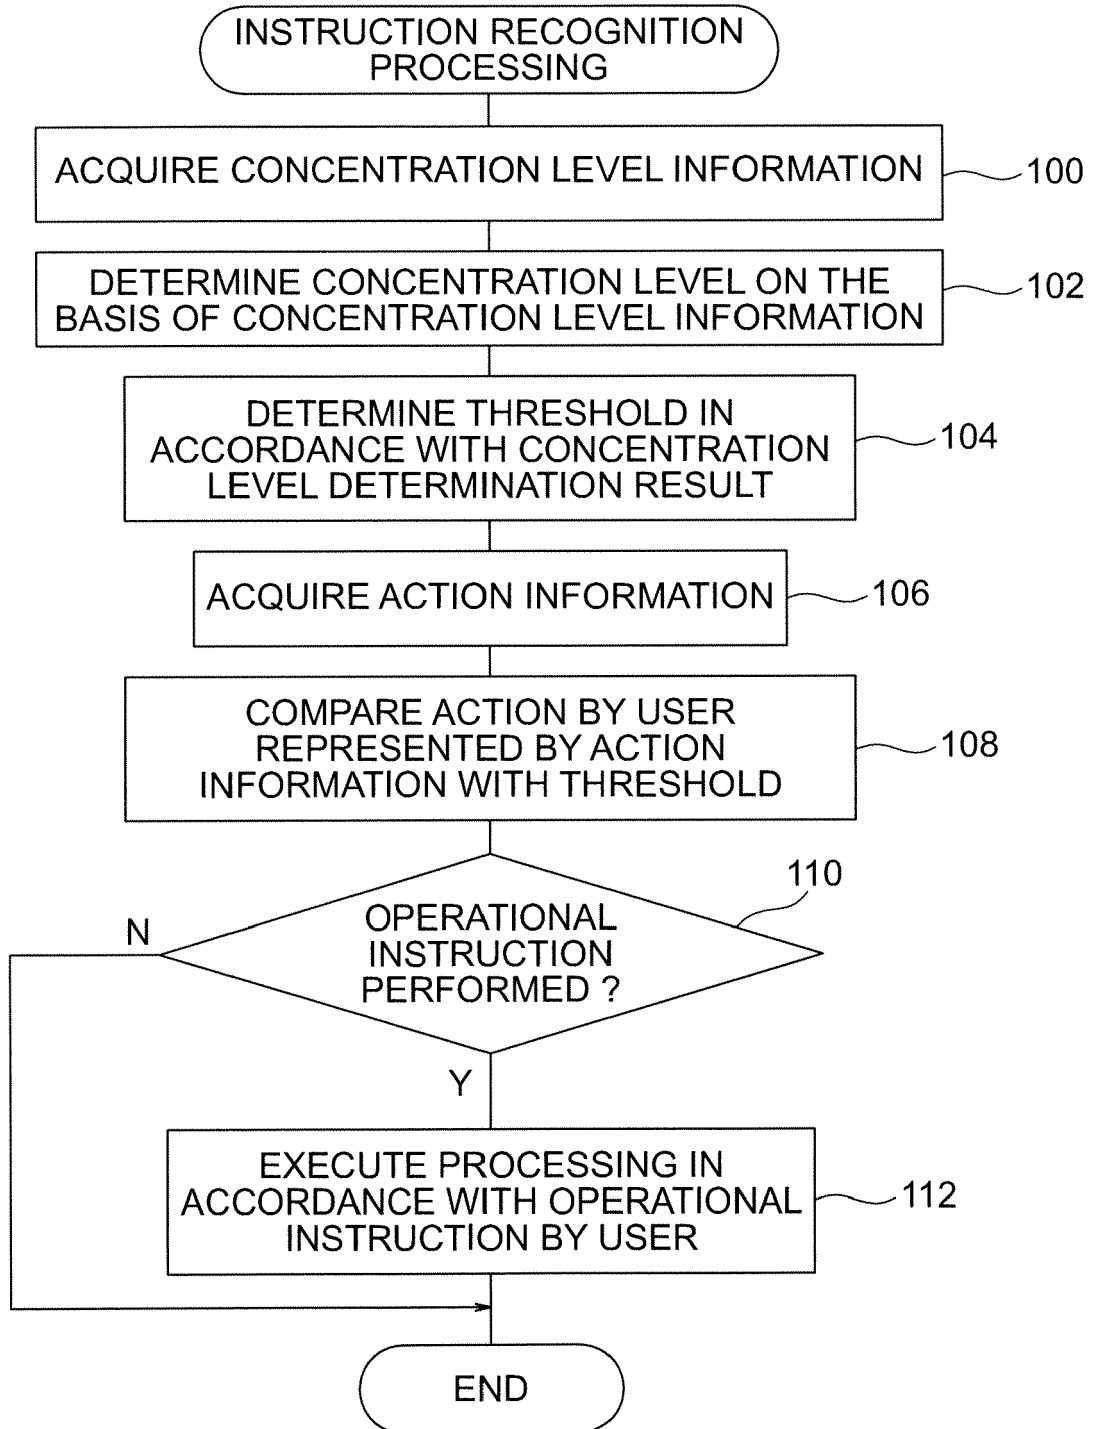 INSTRUCTION RECOGNITION
PROCESSING
ACQUIRE CONCENTRATION LEVEL INFORMATION
100
DETERMINE CONCENTRATION LEVEL ON THE
BASIS OF CONCENTRATION LEVEL INFORMATION
102
DETERMINE THRESHOLD IN
ACCORDANCE WITH CONCENTRATION
LEVEL DETERMINATION RESULT
104
ACQUIRE ACTION INFORMATION
106
COMPARE ACTION BY USER
REPRESENTED BY ACTION
INFORMATION WITH THRESHOLD
108
110
N
OPERATIONAL
INSTRUCTION
PERFORMED ?
Y
EXECUTE PROCESSING IN
ACCORDANCE WITH OPERATIONAL
INSTRUCTION BY USER
112
END